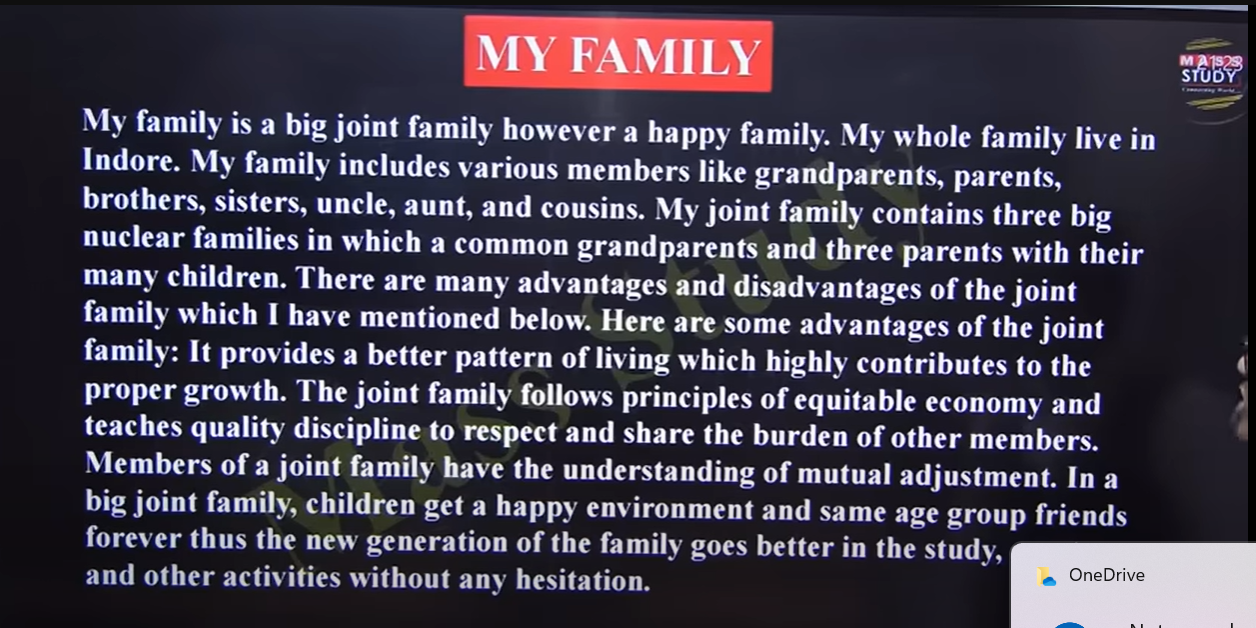 MY FAMILY
MASS
STUDY
My family is a big joint family however a happy family. My whole family live in
Indore. My family includes various members like grandparents, parents,
brothers, sisters, uncle, aunt, and cousins. My joint family contains three big
nuclear families in which a common grandparents and three parents with their
many children. There are many advantages and disadvantages of the joint
family which I have mentioned below. Here are some advantages of the joint
family: It provides a better pattern of living which highly contributes to the
proper growth. The joint family follows principles of equitable economy and
teaches quality discipline to respect and share the burden of other members.
Members of a joint family have the understanding of mutual adjustment. In a
big joint family, children get a happy environment and same age group friends
forever thus the new generation of the family goes better in the study,
and other activities without any hesitation.
Mass Study
OneDrive